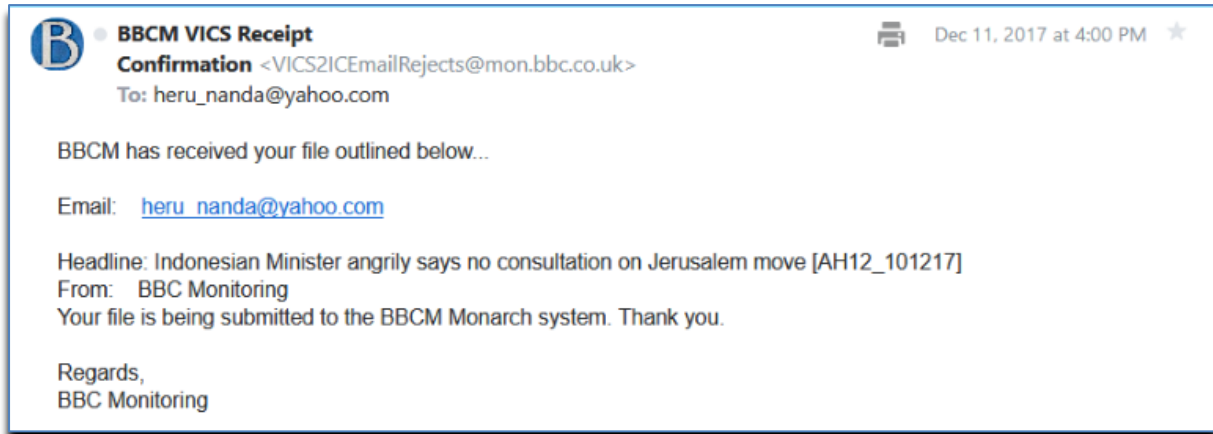 B
BBCM VICS Receipt
Dec 11, 2017 at 4:00 PM
Confirmation <VICS2ICEmailRejects@mon.bbc.co.uk>
To: heru_nanda@yahoo.com
BBCM has received your file outlined below...
Email: heru_nanda@yahoo.com
Headline: Indonesian Minister angrily says no consultation on Jerusalem move [AH12_101217]
From: BBC Monitoring
Your file is being submitted to the BBCM Monarch system. Thank you.
Regards,
BBC Monitoring